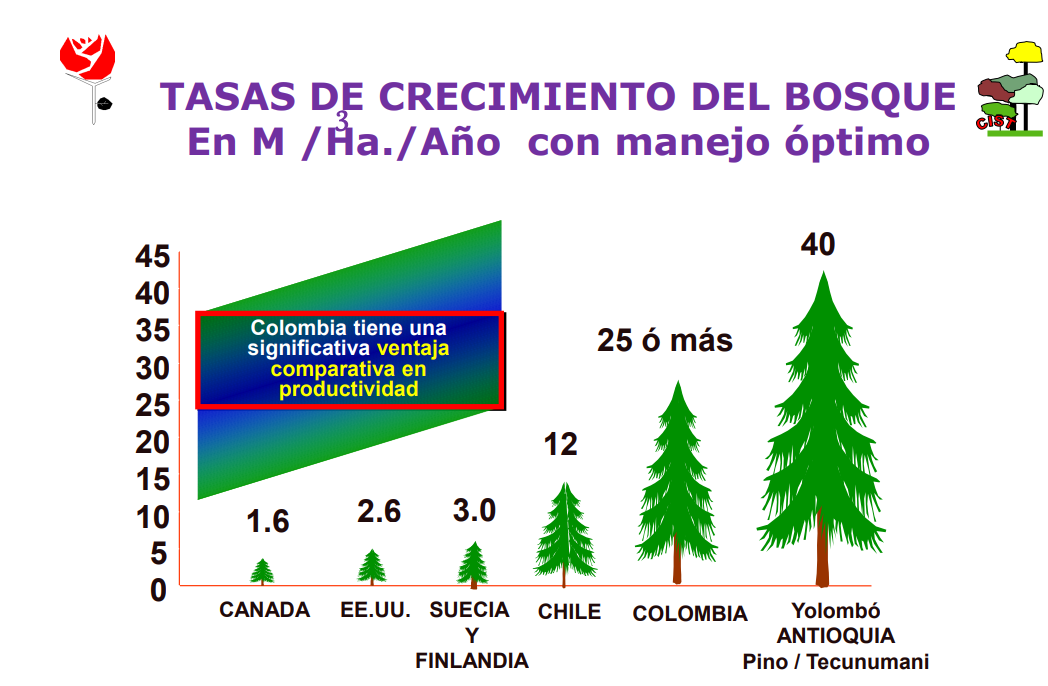 TASAS DE CRECIMIENTO DEL BOSQUE
En M3/Ha./Año con manejo óptimo
CIST
45
40
35
30
25
20
15
10
5
0
Colombia tiene una
significativa ventaja
comparativa en
productividad
1.6
2.6
3.0
12
25 ó más
40
CANADA
EE.UU.
SUECIA
Y
FINLANDIA
CHILE
COLOMBIA
Yolombó
ANTIOQUIA
Pino / Tecunumani